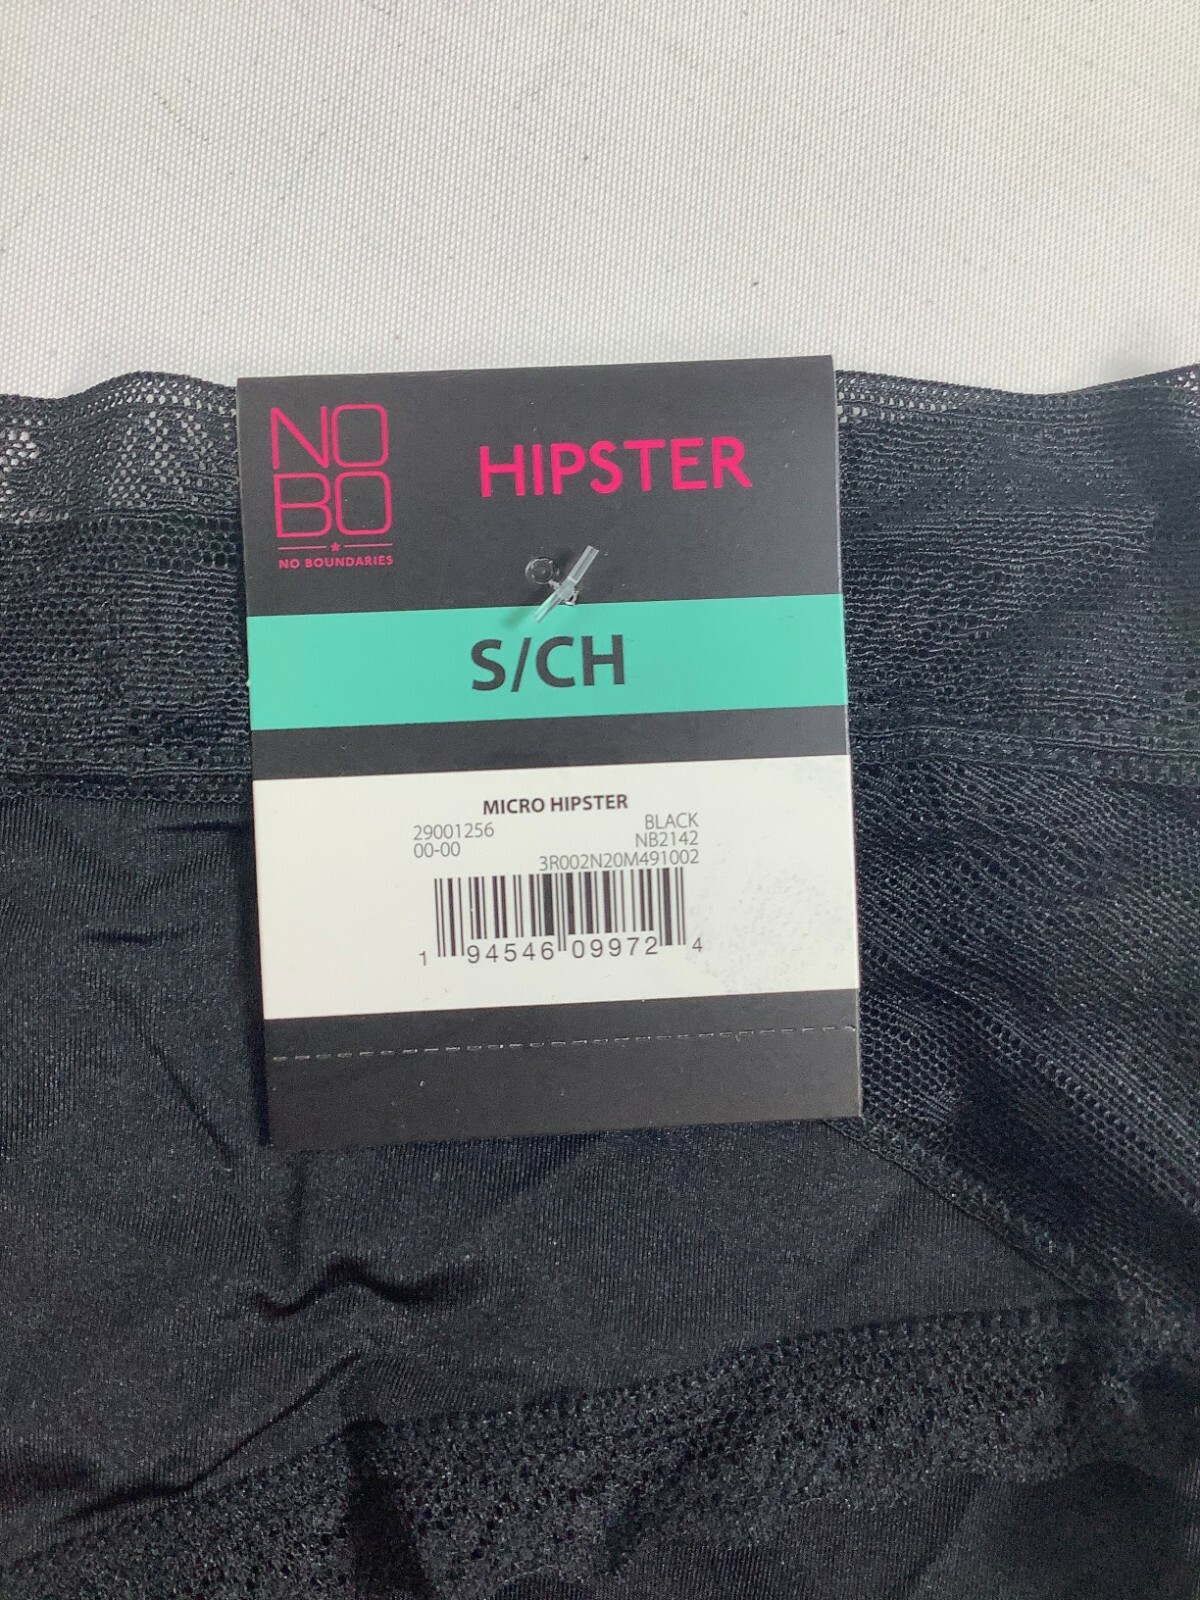 NO
BO
NO BOUNDARIES
HIPSTER
S/CH
MICRO HIPSTER
29001256 BLACK
00-00 NB2142
3R002N20M491002
1 94546 09972 4